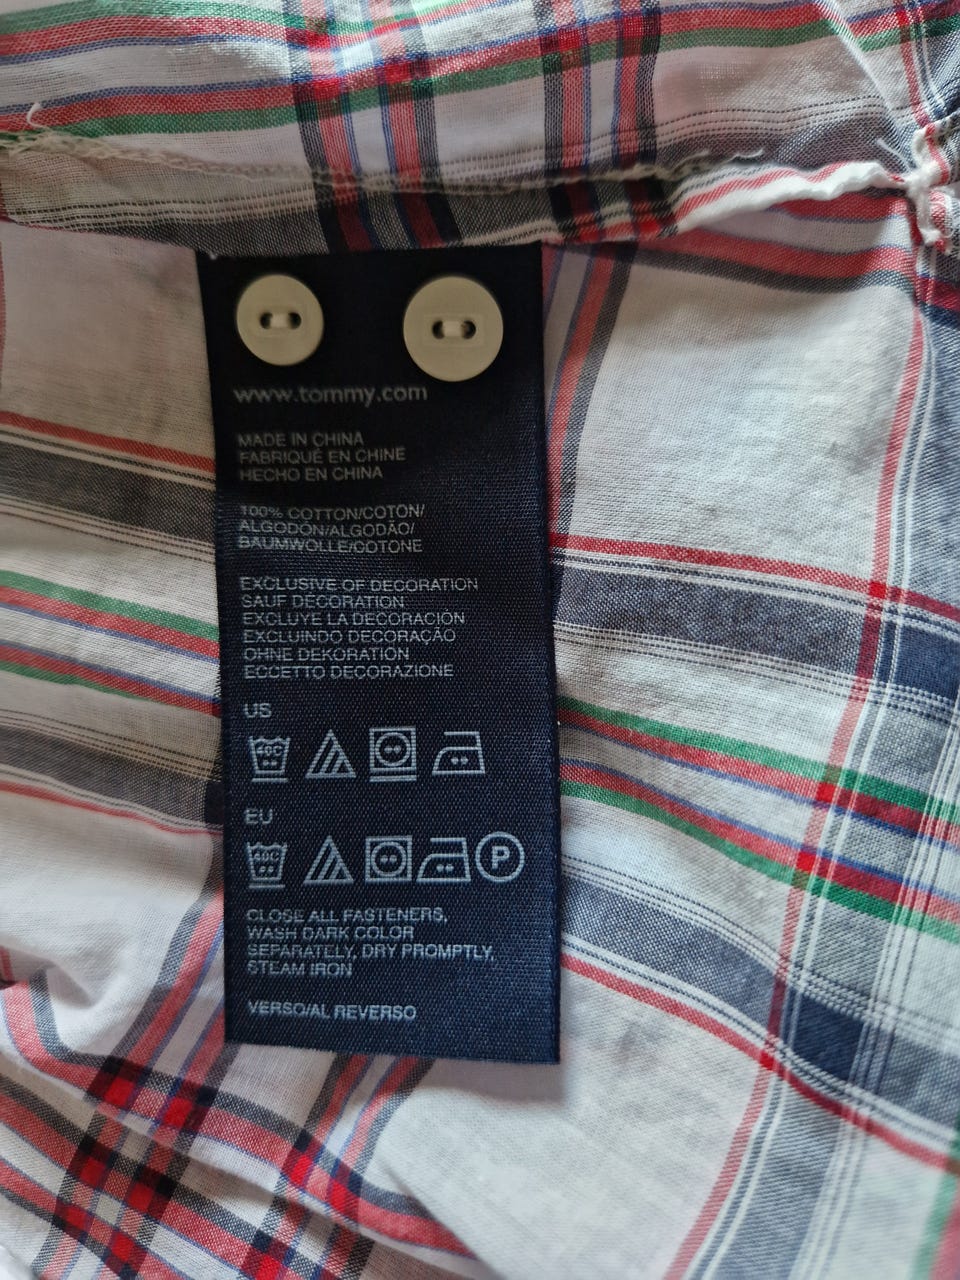 www.tommy.com
MADE IN CHINA
FABRIQUÉ EN CHINE
HECHO EN CHINA
100% COTTON/COTON/
ALGODÓN/ALGODÃO/
BAUMWOLLE/COTONE
EXCLUSIVE OF DECORATION
SAUF DÉCORATION
EXCLUYE LA DECORACIÓN
EXCLUINDO DECORAÇÃO
OHNE DEKORATION
ECCETTO DECORAZIONE
US
40C
EU
40C P
CLOSE ALL FASTENERS,
WASH DARK COLOR
SEPARATELY, DRY PROMPTLY,
STEAM IRON
VERSO/AL REVERSO